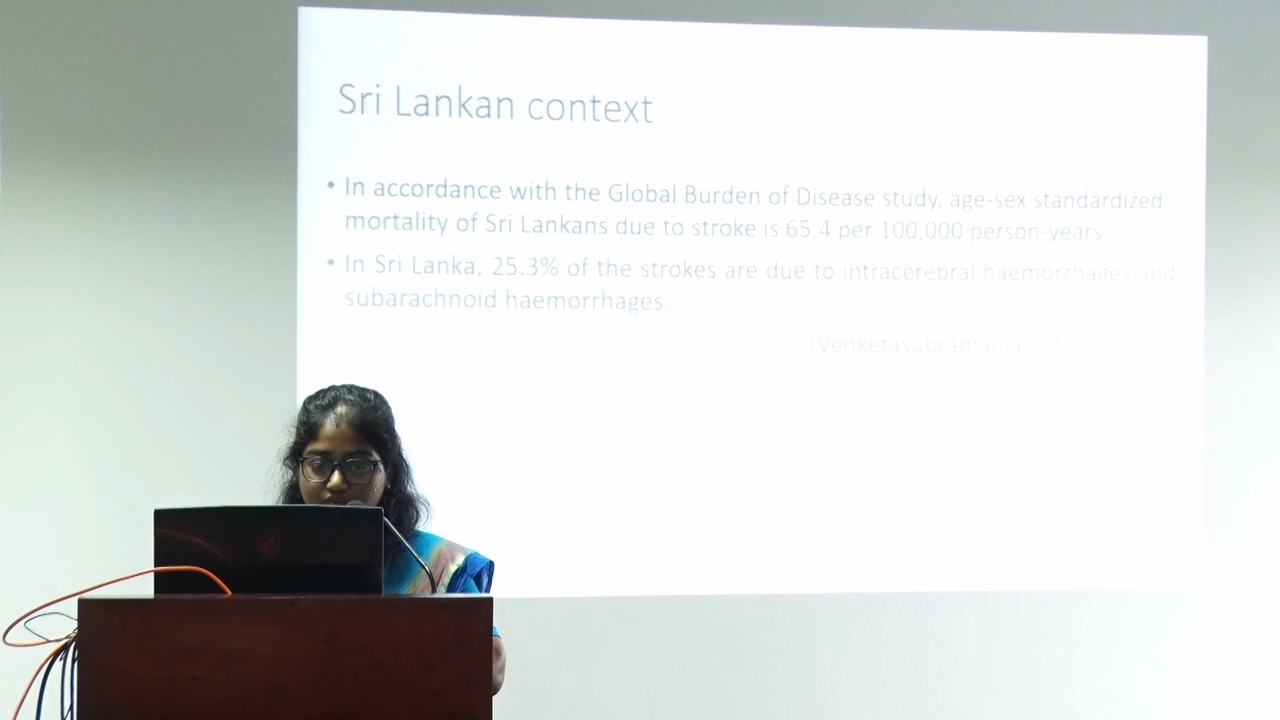 Sri Lankan context
• In accordance with the Global Burden of Disease study, age-sex standardized
mortality of Sri Lankans due to stroke is 65.4 per 100,000 person-years.
• In Sri Lanka, 25.3% of the strokes are due to intracerebral haemorrhages and
subarachnoid haemorrhages.